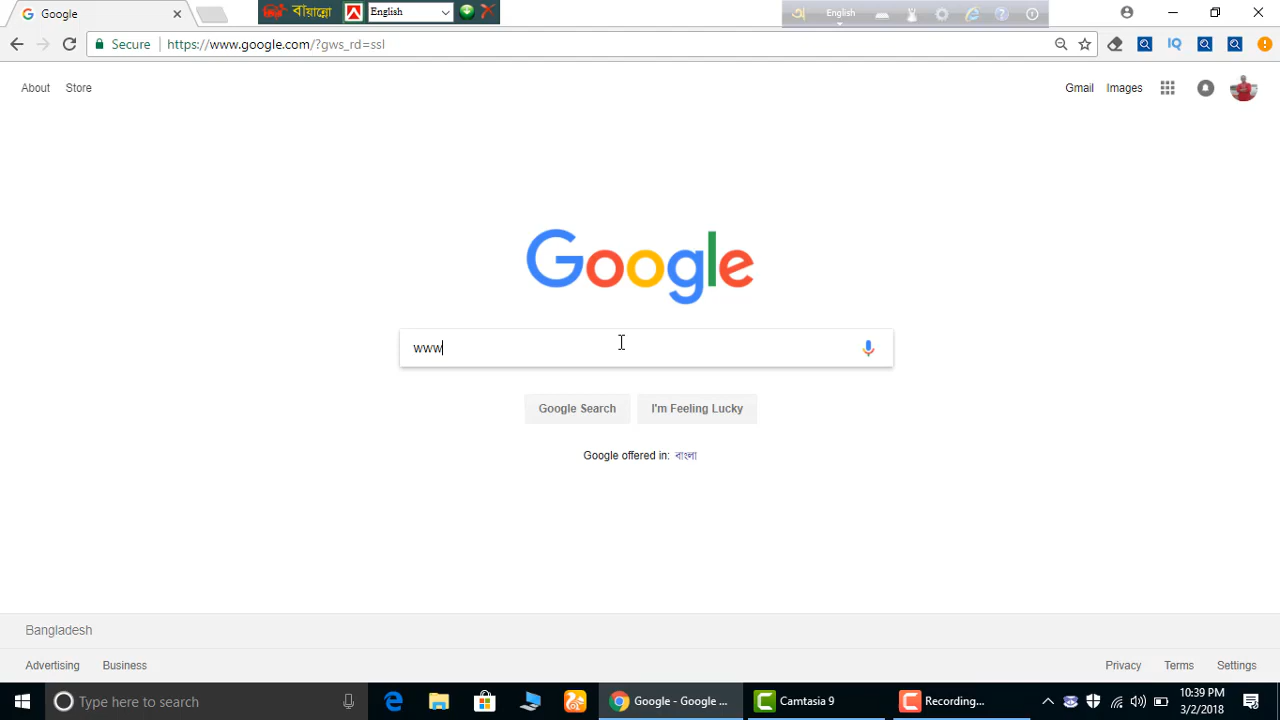 Google
বায়ান্নো
English
English
Secure
https://www.google.com/?gws_rd=ssl
About
Store
Gmail
Images
Google
www
Google Search
I'm Feeling Lucky
Google offered in: বাংলা
Bangladesh
Advertising
Business
Privacy
Terms
Settings
Type here to search
Google - Google ...
Camtasia 9
Recording...
10:39 PM
3/2/2018